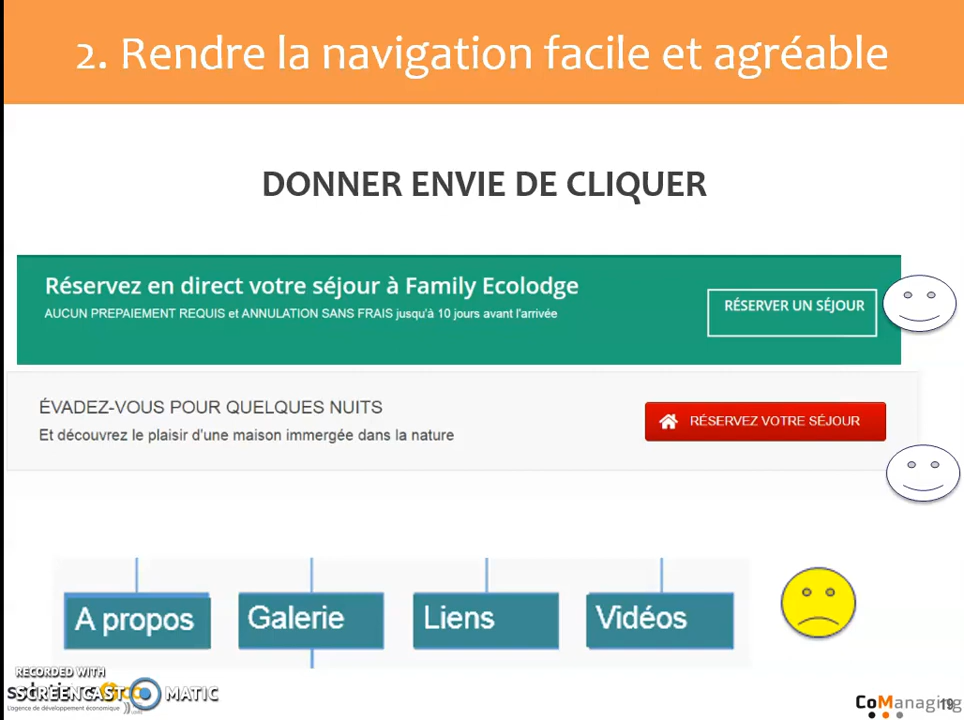 2. Rendre la navigation facile et agréable
DONNER ENVIE DE CLIQUER
Réservez en direct votre séjour à Family Ecolodge
AUCUN PREPAIEMENT REQUIS et ANNULATION SANS FRAIS jusqu'à 10 jours avant l'arrivée
RÉSERVER UN SÉJOUR
ÉVADEZ-VOUS POUR QUELQUES NUITS
Et découvrez le plaisir d'une maison immergée dans la nature
RÉSERVEZ VOTRE SÉJOUR
A propos
Galerie
Liens
Vidéos
RECORDED WITH
SCREENCAST MATIC
L'agence de développement économique
CoManaging
19